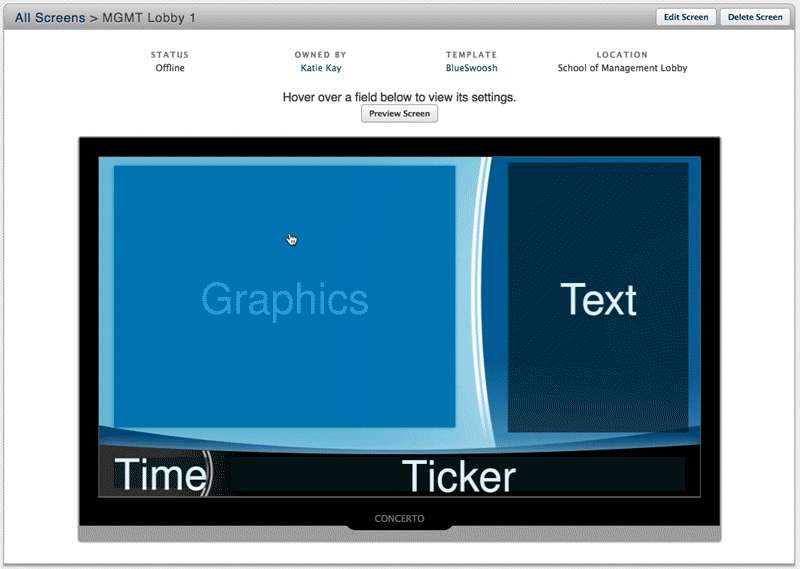 All Screens > MGMT Lobby 1
Edit Screen
Delete Screen
STATUS
OWNED BY
TEMPLATE
LOCATION
Offline
Katie Kay
BlueSwoosh
School of Management Lobby
Hover over a field below to view its settings.
Preview Screen
Graphics
Text
Time
Ticker
CONCERTO